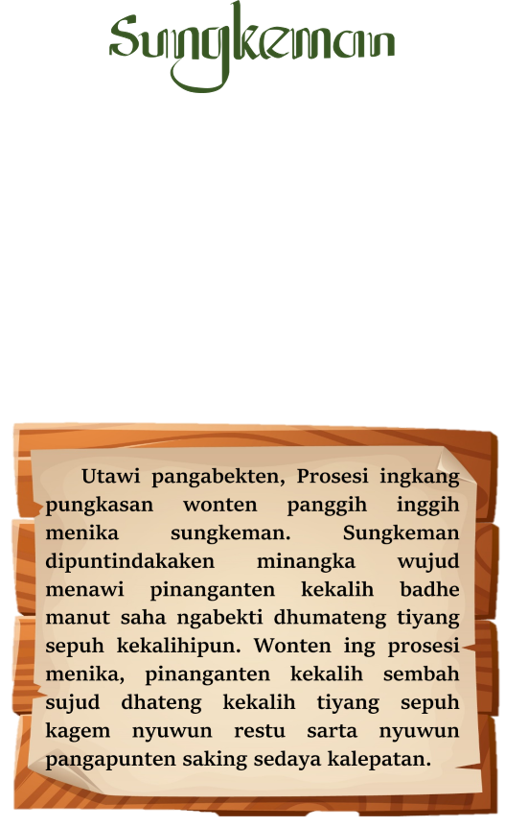 Sungkeman
Utawi pangabekten, Prosesi ingkang
pungkasan wonten panggih inggih
menika sungkeman. Sungkeman
dipuntindakaken minangka wujud
menawi pinanganten kekalih badhe
manut saha ngabekti dhumateng tiyang
sepuh kekalihipun. Wonten ing prosesi
menika, pinanganten kekalih sembah
sujud dhateng kekalih tiyang sepuh
kagem nyuwun restu sarta nyuwun
pangapunten saking sedaya kalepatan.